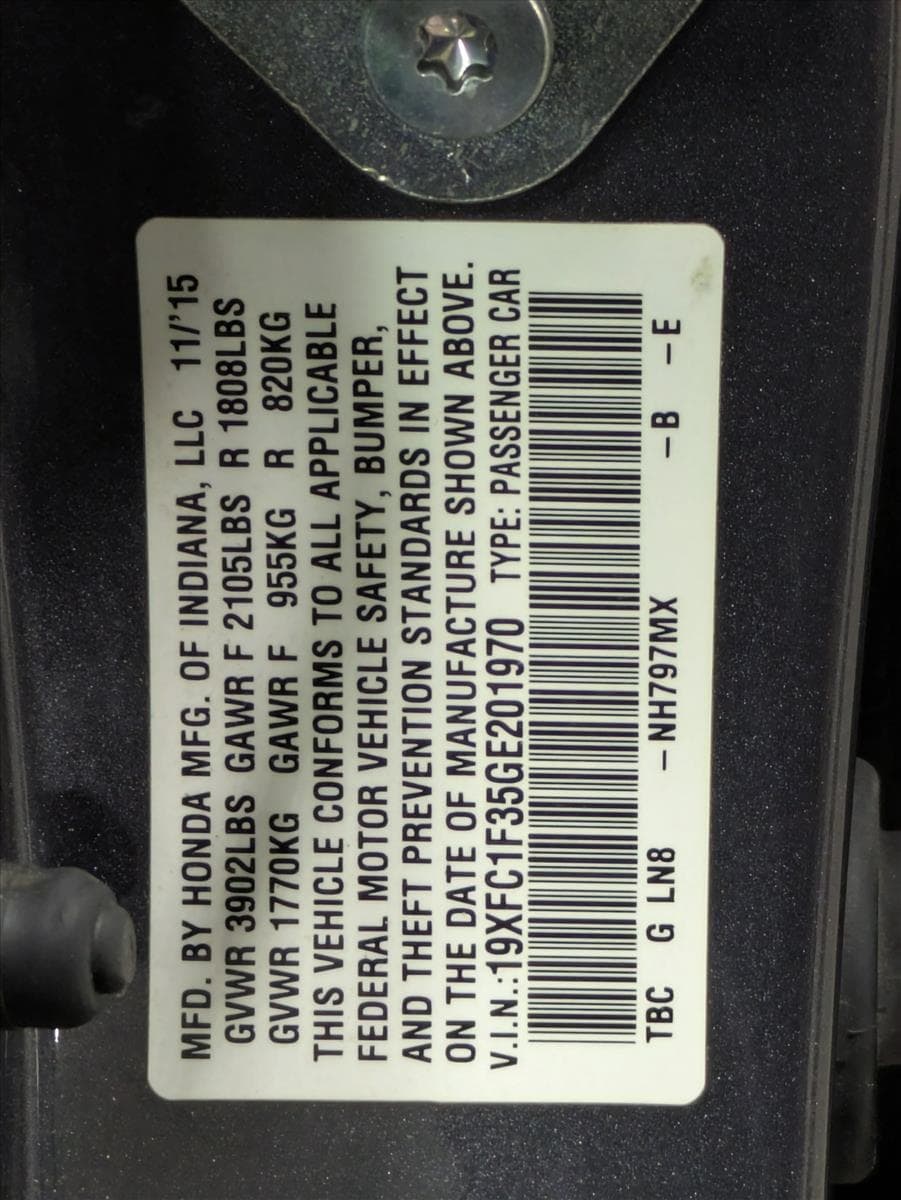 MFD. BY HONDA MFG. OF INDIANA, LLC 11/'15
GVWR 3902LBS GAWR F 2105LBS R 1808LBS
GVWR 1770KG GAWR F 955KG R 820KG
THIS VEHICLE CONFORMS TO ALL APPLICABLE
FEDERAL MOTOR VEHICLE SAFETY, BUMPER,
AND THEFT PREVENTION STANDARDS IN EFFECT
ON THE DATE OF MANUFACTURE SHOWN ABOVE.
V.I.N.:19XFC1F35GE201970 TYPE: PASSENGER CAR
TBC G LN8 -NH797MX -B -E